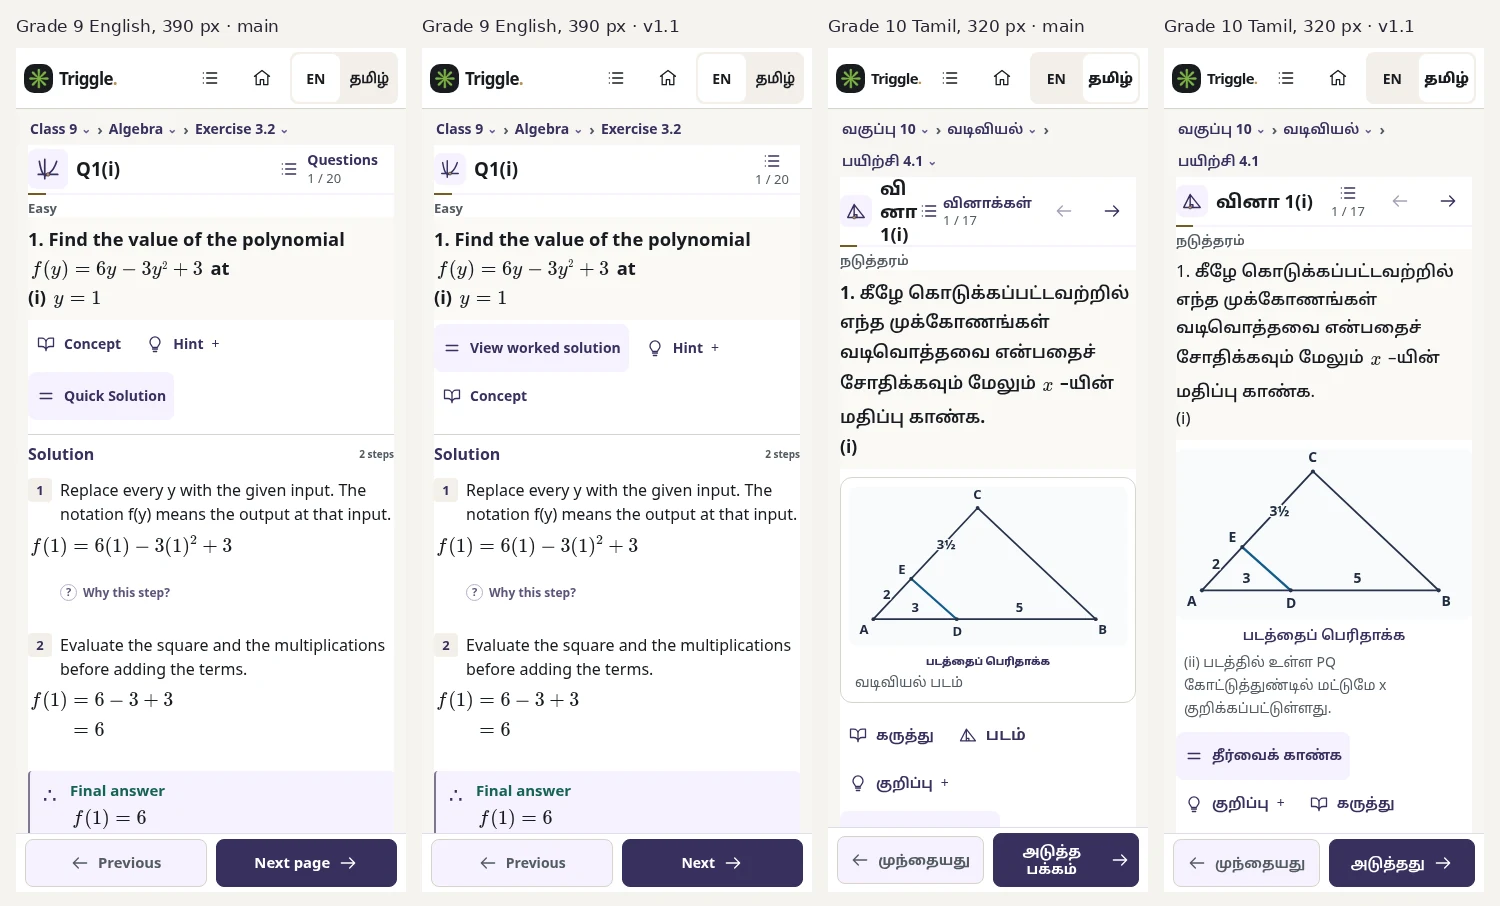 Grade 9 English, 390 px · main
Triggle.
EN
தமிழ்
Class 9 › Algebra › Exercise 3.2
Q1(i)
Questions
1 / 20
Easy
1. Find the value of the polynomial
f(y) = 6y − 3y² + 3 at
(i) y = 1
Concept
Hint +
Quick Solution
Solution
2 steps
1 Replace every y with the given input. The
notation f(y) means the output at that input.
f(1) = 6(1) − 3(1)² + 3
? Why this step?
2 Evaluate the square and the multiplications
before adding the terms.
f(1) = 6 − 3 + 3
= 6
∴ Final answer
f(1) = 6
← Previous
Next page →
Grade 9 English, 390 px · v1.1
Triggle.
EN
தமிழ்
Class 9 › Algebra › Exercise 3.2
Q1(i)
1 / 20
Easy
1. Find the value of the polynomial
f(y) = 6y − 3y² + 3 at
(i) y = 1
View worked solution
Hint +
Concept
Solution
2 steps
1 Replace every y with the given input. The
notation f(y) means the output at that input.
f(1) = 6(1) − 3(1)² + 3
? Why this step?
2 Evaluate the square and the multiplications
before adding the terms.
f(1) = 6 − 3 + 3
= 6
∴ Final answer
f(1) = 6
← Previous
Next →
Grade 10 Tamil, 320 px · main
Triggle.
EN
தமிழ்
வகுப்பு 10 › வடிவியல் ›
பயிற்சி 4.1
வி
னா
1(i)
வினாக்கள்
1 / 17
← →
நடுத்தரம்
1. கீழே கொடுக்கப்பட்டவற்றில்
எந்த முக்கோணங்கள்
வடிவொத்தவை என்பதைச்
சோதிக்கவும் மேலும் x –யின்
மதிப்பு காண்க.
(i)
C
3½
E
2
3
5
A
D
B
படத்தைப் பெரிதாக்க
வடிவியல் படம்
கருத்து
படம்
குறிப்பு +
← முந்தையது
அடுத்த
பக்கம் →
Grade 10 Tamil, 320 px · v1.1
Triggle.
EN
தமிழ்
வகுப்பு 10 › வடிவியல் ›
பயிற்சி 4.1
வினா 1(i)
1 / 17
← →
நடுத்தரம்
1. கீழே கொடுக்கப்பட்டவற்றில்
எந்த முக்கோணங்கள்
வடிவொத்தவை என்பதைச்
சோதிக்கவும் மேலும் x –யின்
மதிப்பு காண்க.
(i)
C
3½
E
2
3
5
A
D
B
படத்தைப் பெரிதாக்க
(ii) படத்தில் உள்ள PQ
கோட்டுத்துண்டில் மட்டுமே x
குறிக்கப்பட்டுள்ளது.
தீர்வைக் காண்க
குறிப்பு +
கருத்து
← முந்தையது
அடுத்தது →